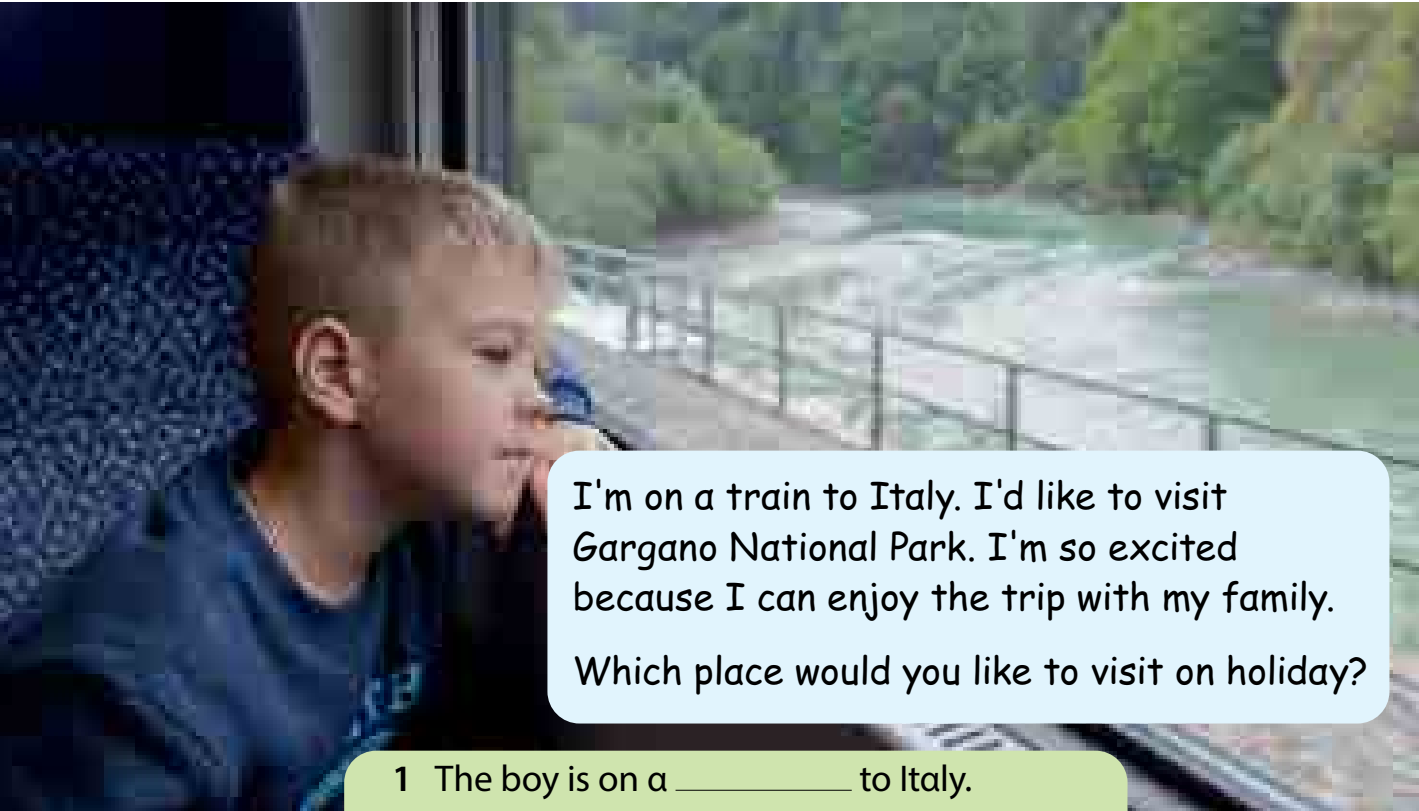 I'm on a train to Italy. I'd like to visit
Gargano National Park. I'm so excited
because I can enjoy the trip with my family.
Which place would you like to visit on holiday?
1 The boy is on a __________ to Italy.